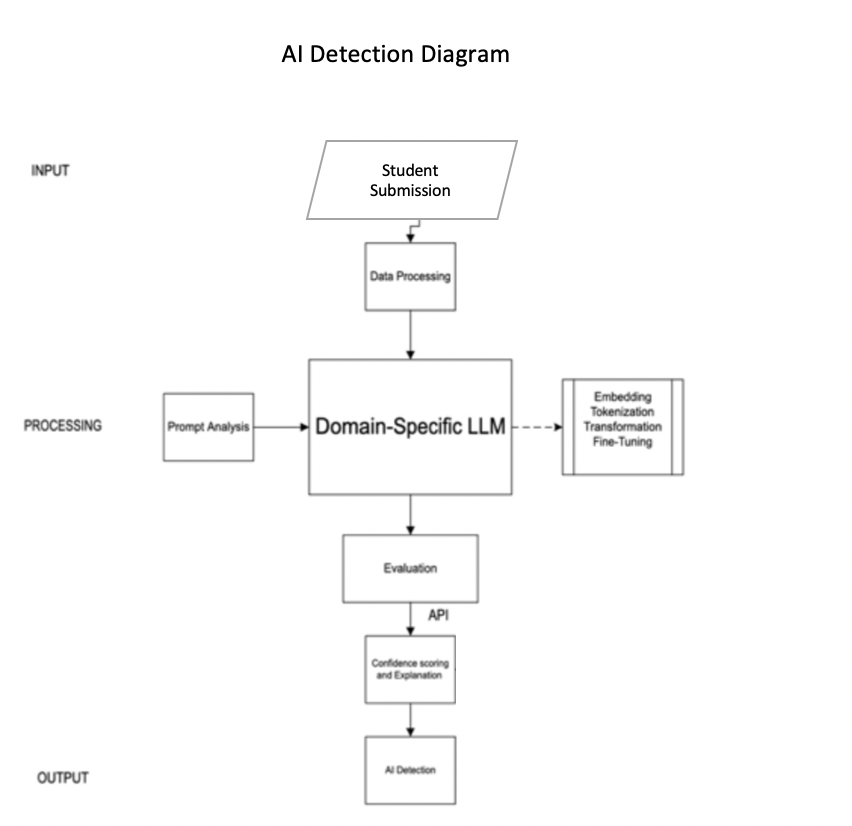 AI Detection Diagram
INPUT
Student
Submission
Data Processing
PROCESSING
Prompt Analysis
Domain-Specific LLM
Embedding
Tokenization
Transformation
Fine-Tuning
Evaluation
API
Confidence scoring
and Explanation
OUTPUT
AI Detection